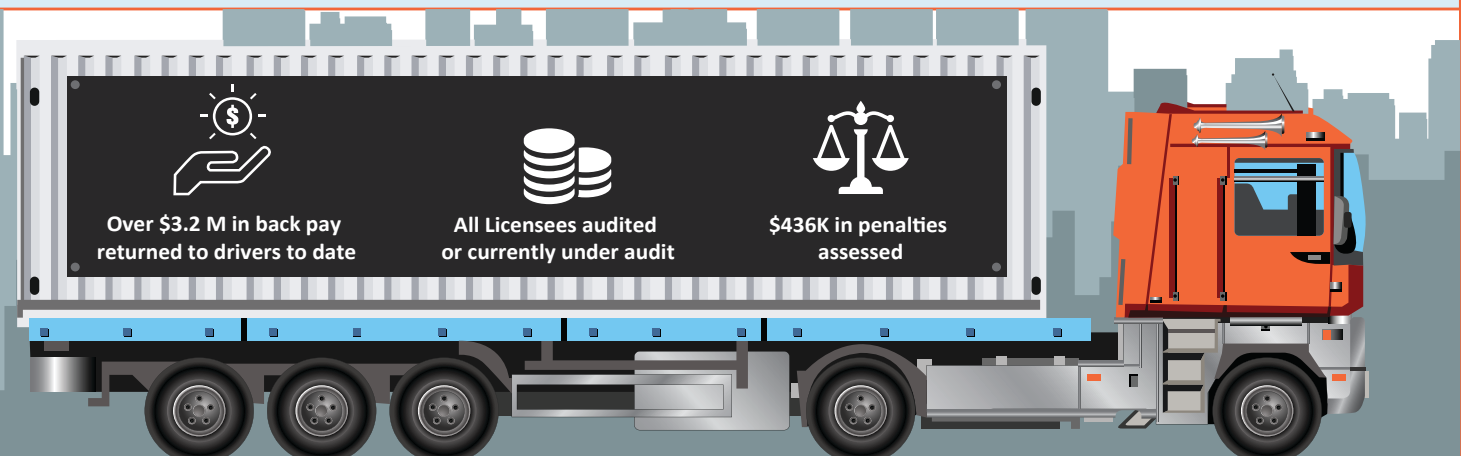 $
Over $3.2 M in back pay
returned to drivers to date
All Licensees audited
or currently under audit
$436K in penalties
assessed